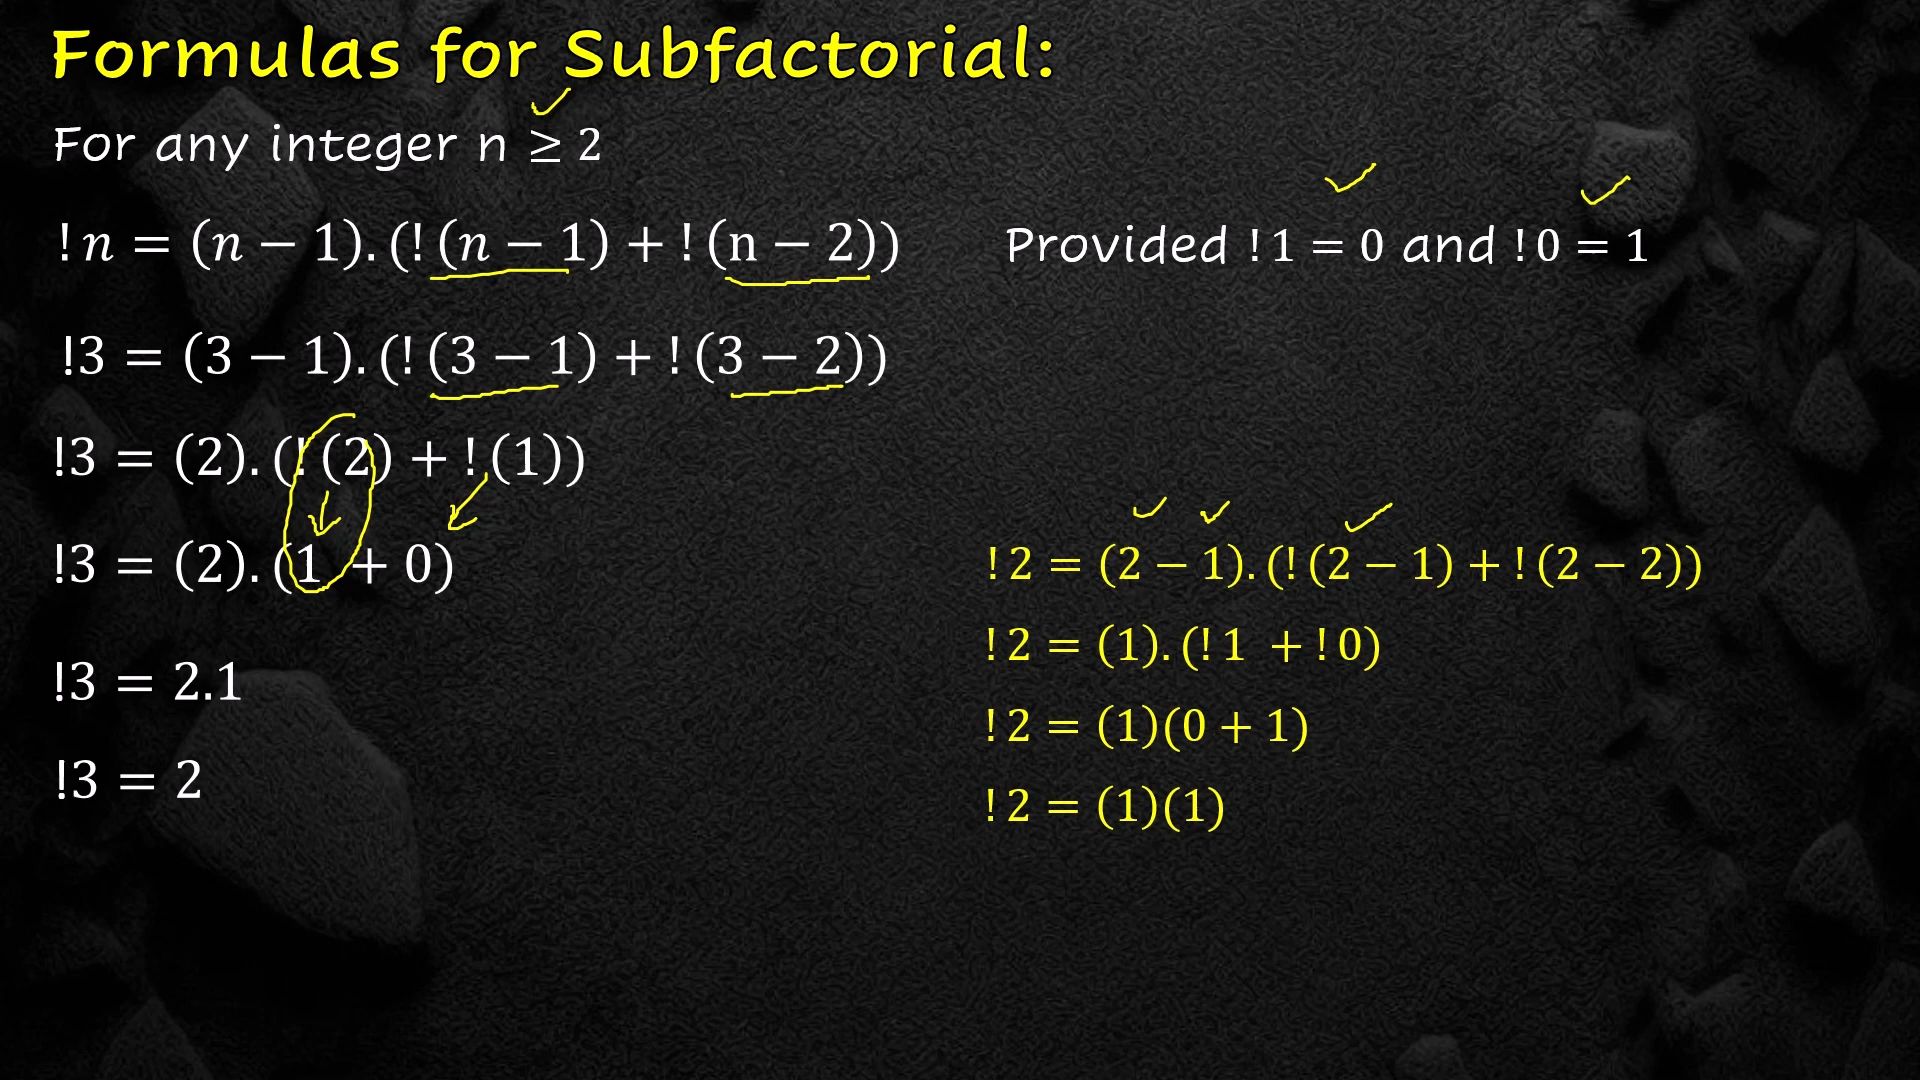 Formulas for Subfactorial:
For any integer n ≥ 2
!n = (n − 1).(!(n − 1) + !(n − 2)) Provided !1 = 0 and !0 = 1
!3 = (3 − 1).(!(3 − 1) + !(3 − 2))
!3 = (2).(!(2) + !(1))
!3 = (2).(1 + 0)
!3 = 2.1
!3 = 2
!2 = (2 − 1).(!(2 − 1) + !(2 − 2))
!2 = (1).(!1 + !0)
!2 = (1)(0 + 1)
!2 = (1)(1)